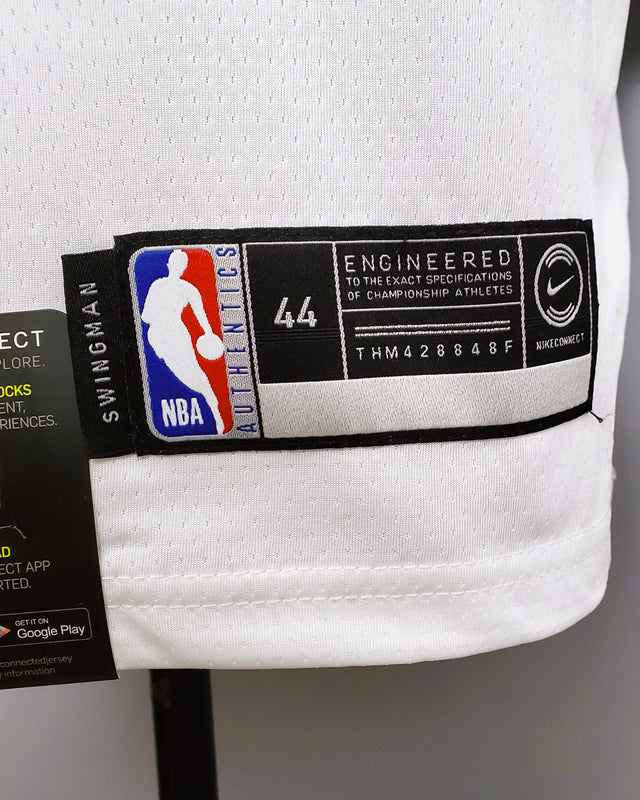 SWINGMAN
NBA
AUTHENTICS
44
ENGINEERED
TO THE EXACT SPECIFICATIONS
OF CHAMPIONSHIP ATHLETES
THM428848F
NIKECONNECT
ECT
PLORE.
OCKS
ENT,
RIENCES.
AD
ECT APP
RTED.
GET IT ON
Google Play
connectedjersey
information.